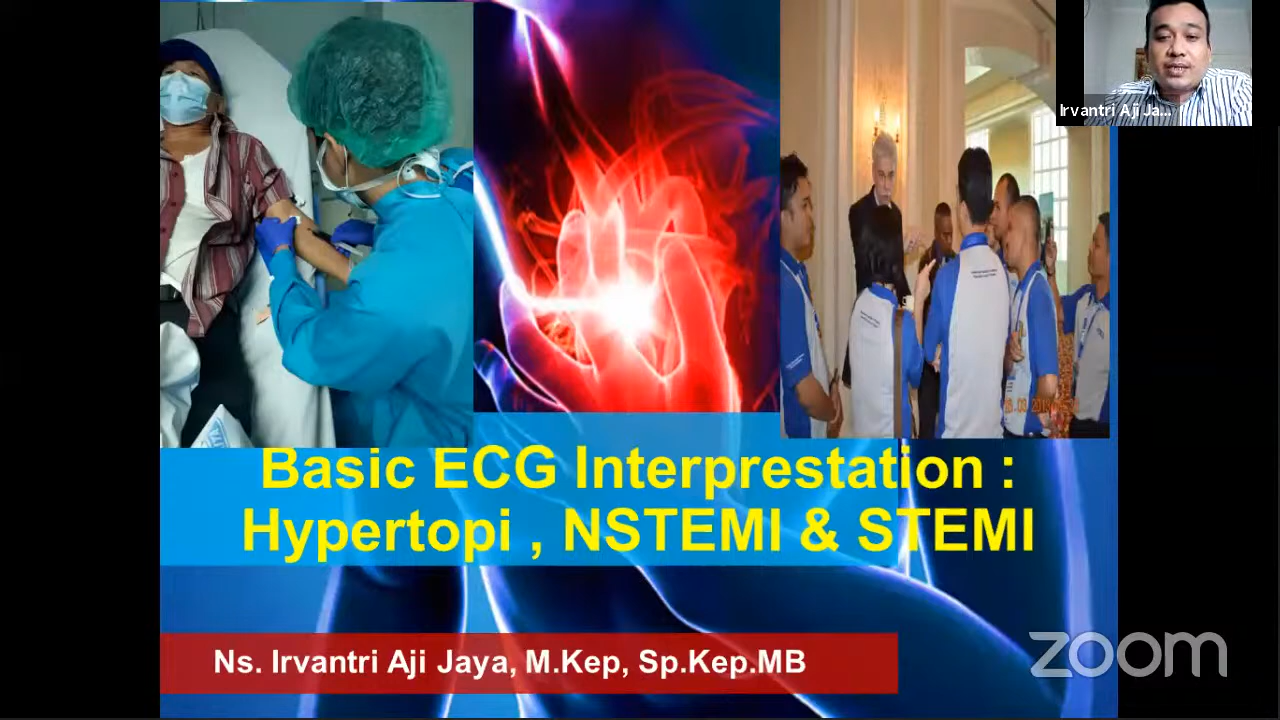 Irvantri Aji Ja...
Basic ECG Interprestation :
Hypertopi , NSTEMI & STEMI
Ns. Irvantri Aji Jaya, M.Kep, Sp.Kep.MB
zoom